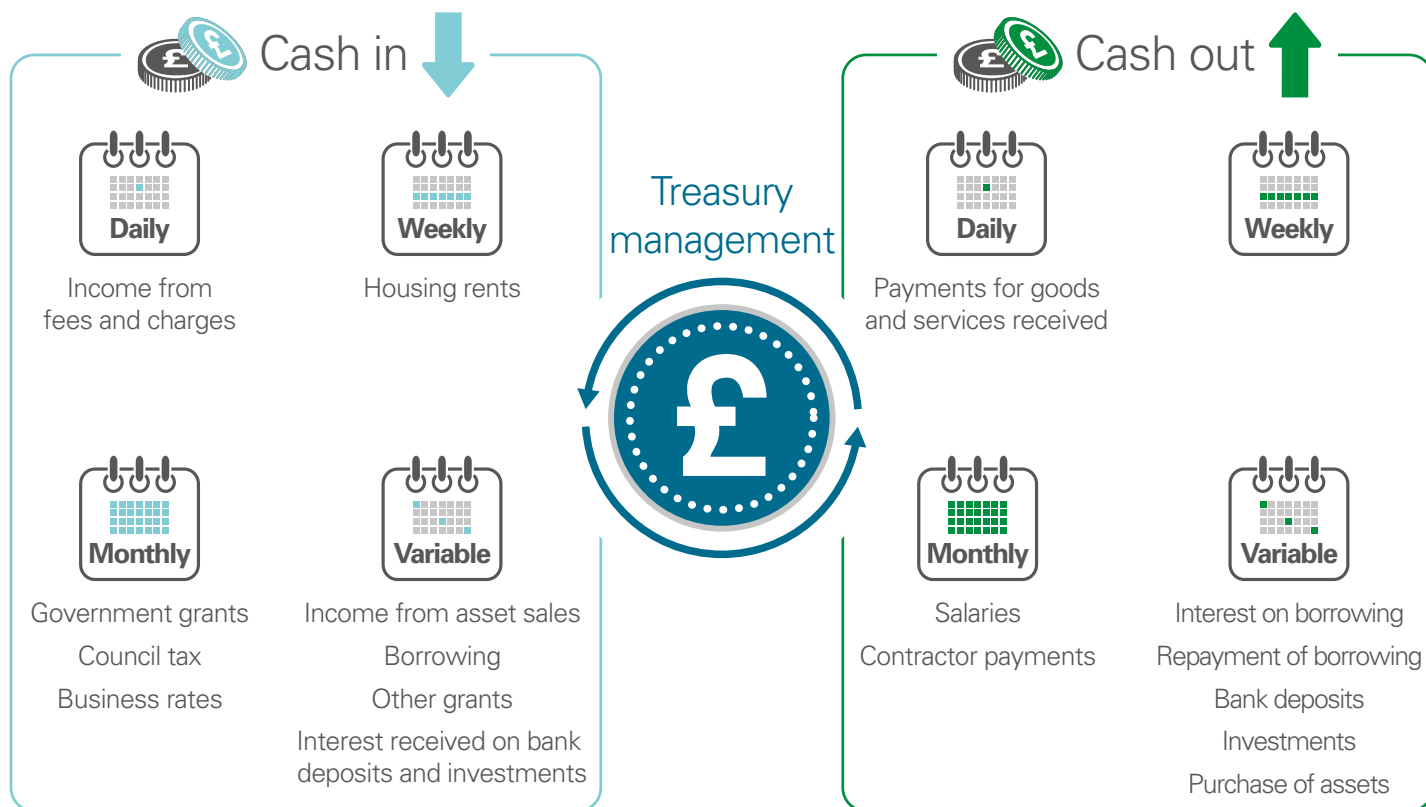 £ £ Cash in
Daily
Income from
fees and charges
Weekly
Housing rents
Monthly
Government grants
Council tax
Business rates
Variable
Income from asset sales
Borrowing
Other grants
Interest received on bank
deposits and investments
Treasury
management
£
£ £ Cash out
Daily
Payments for goods
and services received
Weekly
Monthly
Salaries
Contractor payments
Variable
Interest on borrowing
Repayment of borrowing
Bank deposits
Investments
Purchase of assets